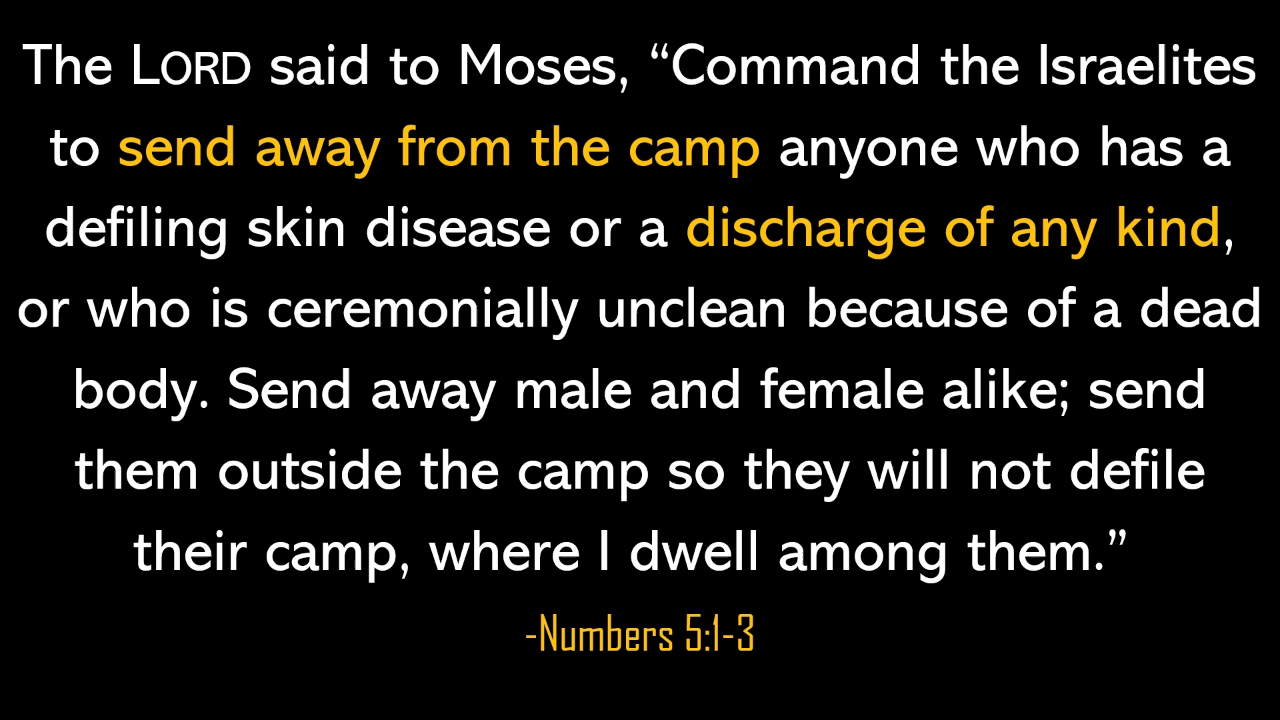 The LORD said to Moses, “Command the Israelites
to send away from the camp anyone who has a
defiling skin disease or a discharge of any kind,
or who is ceremonially unclean because of a dead
body. Send away male and female alike; send
them outside the camp so they will not defile
their camp, where I dwell among them.”
-Numbers 5:1-3